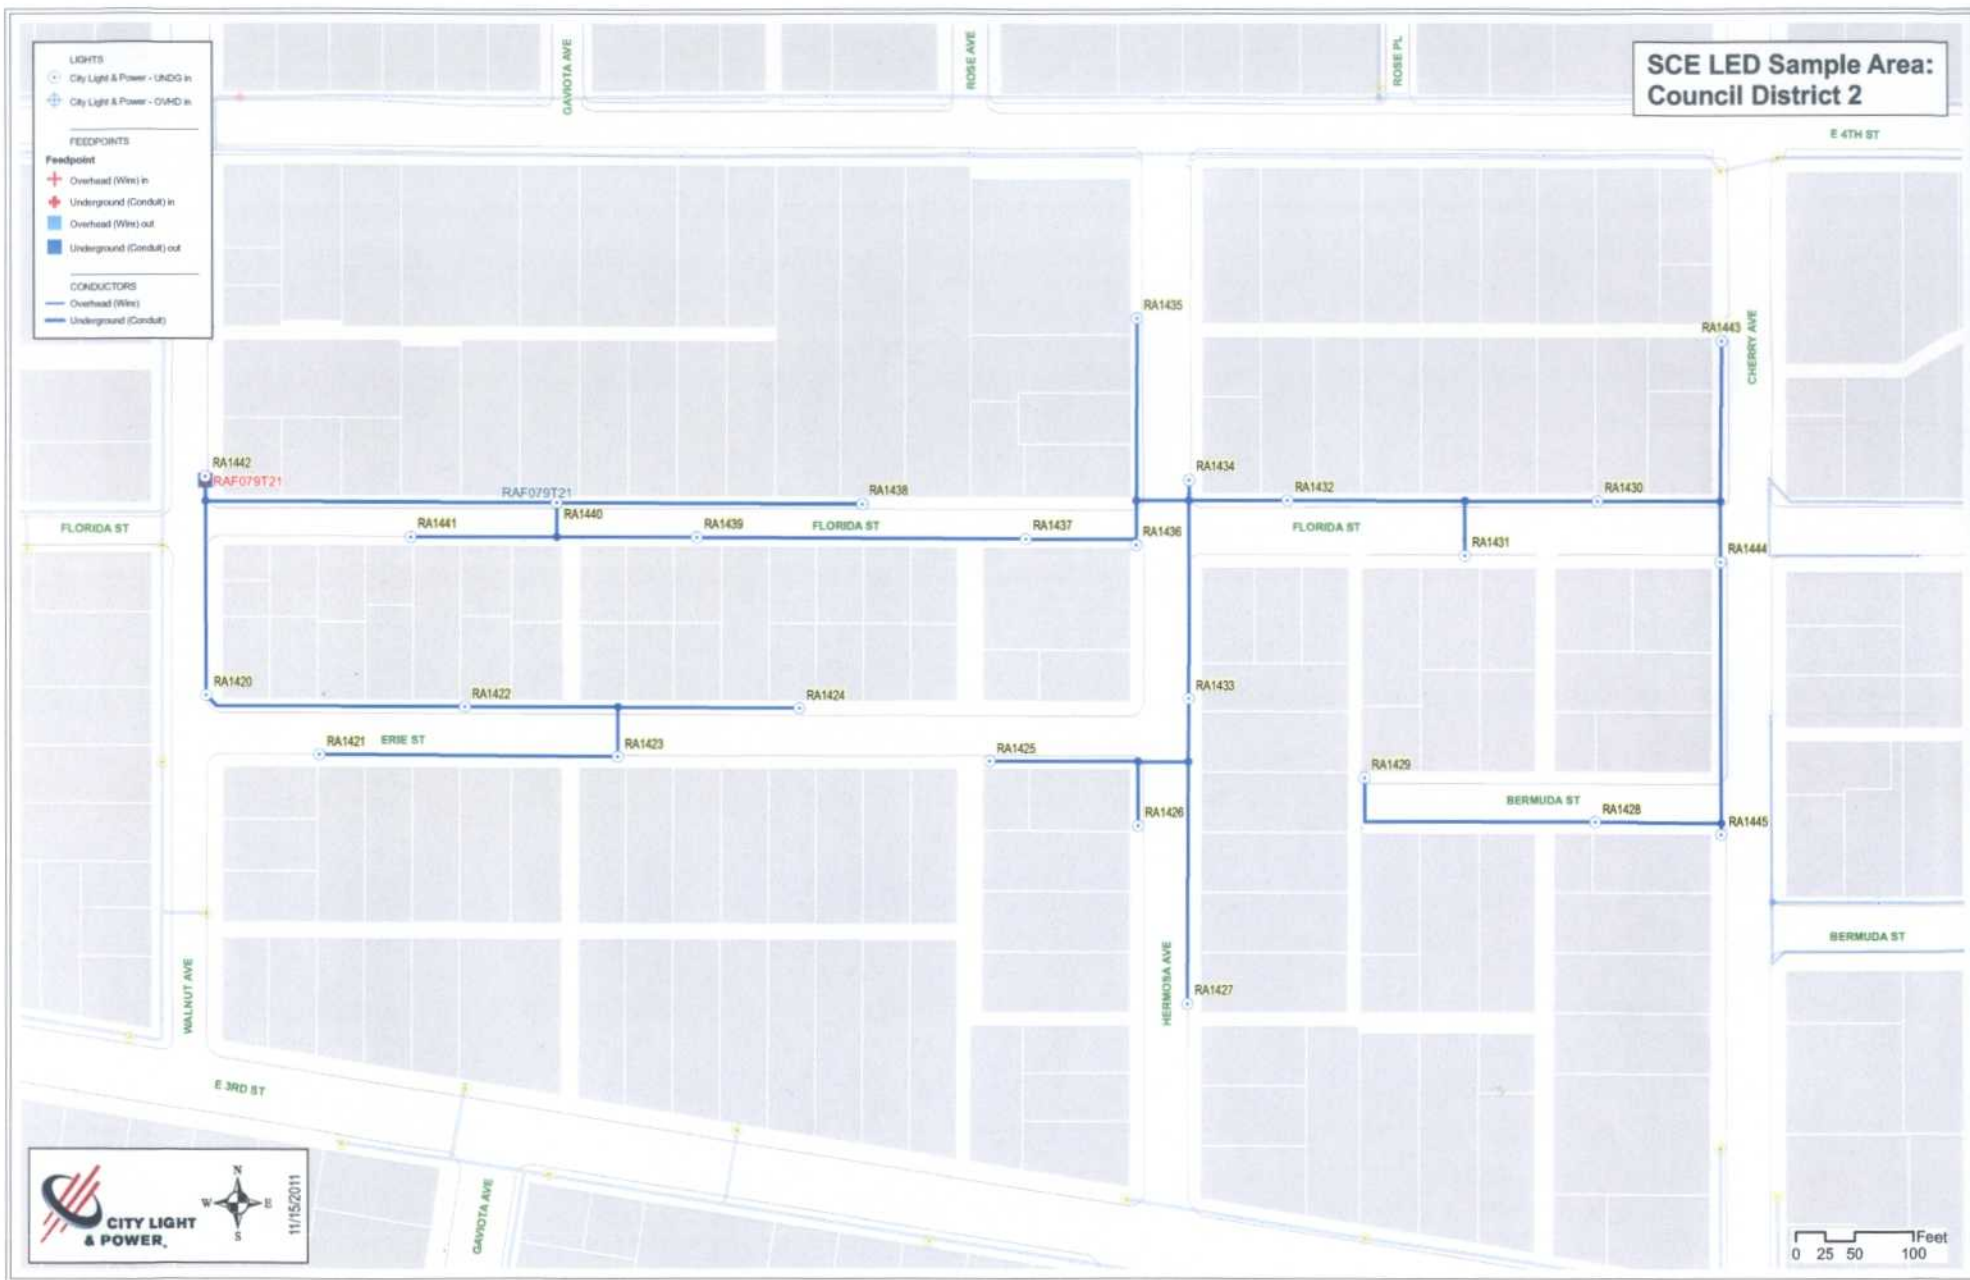 SCE LED Sample Area:
Council District 2
LIGHTS
City Light & Power - UNDG in
City Light & Power - OVHD in
FEEDPOINTS
Feedpoint
Overhead (Wire) in
Underground (Conduit) in
Overhead (Wire) out
Underground (Conduit) out
CONDUCTORS
Overhead (Wire)
Underground (Conduit)
GAVIOTA AVE
ROSE AVE
ROSE PL
E 4TH ST
RA1435
RA1443
CHERRY AVE
RA1442
RAF079T21
RAF079T21
RA1438
RA1434
RA1432
RA1430
FLORIDA ST
RA1441
RA1440
RA1439
FLORIDA ST
RA1437
RA1436
FLORIDA ST
RA1431
RA1444
RA1420
RA1422
RA1424
RA1433
RA1421
ERIE ST
RA1423
RA1425
RA1429
RA1426
BERMUDA ST
RA1428
RA1445
BERMUDA ST
WALNUT AVE
HERMOSA AVE
RA1427
E 3RD ST
GAVIOTA AVE
CITY LIGHT
& POWER.
N
W
E
S
11/15/2011
Feet
0 25 50 100